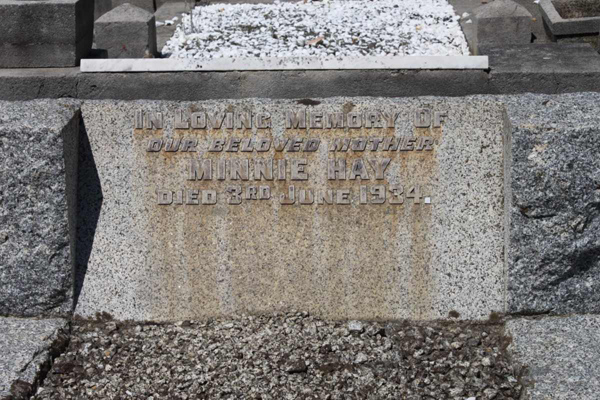 In Loving Memory Of
Our Beloved Mother
Minnie Hay
Died 3rd June 1934.